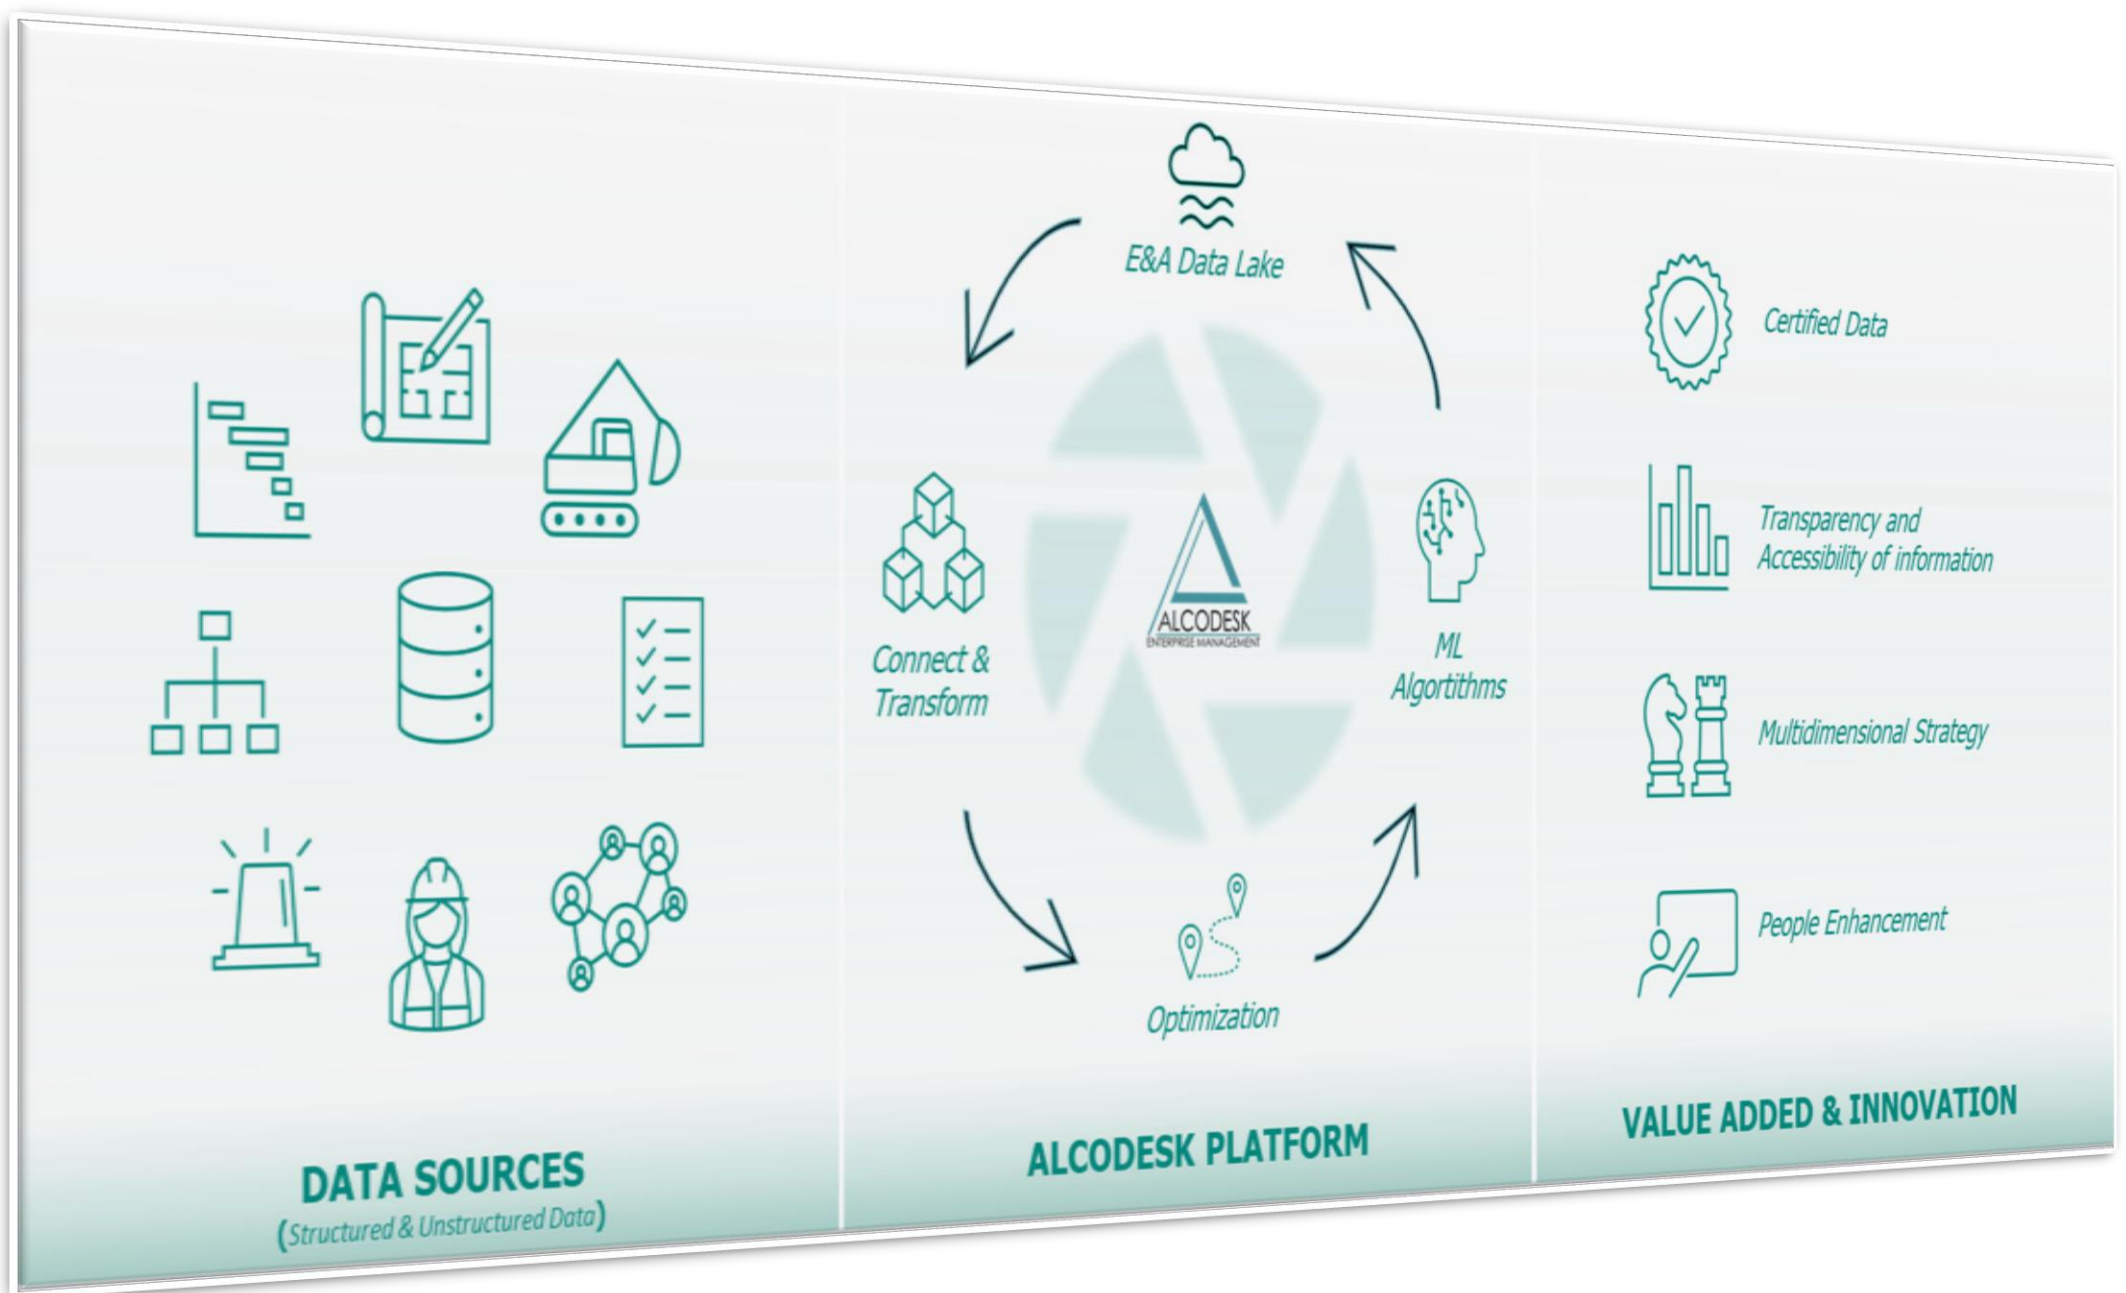 E&A Data Lake
Connect &
Transform
ALCODESK
ENTERPRISE MANAGEMENT
ML
Algortithms
Optimization
Certified Data
Transparency and
Accessibility of information
Multidimensional Strategy
People Enhancement
DATA SOURCES
(Structured & Unstructured Data)
ALCODESK PLATFORM
VALUE ADDED & INNOVATION